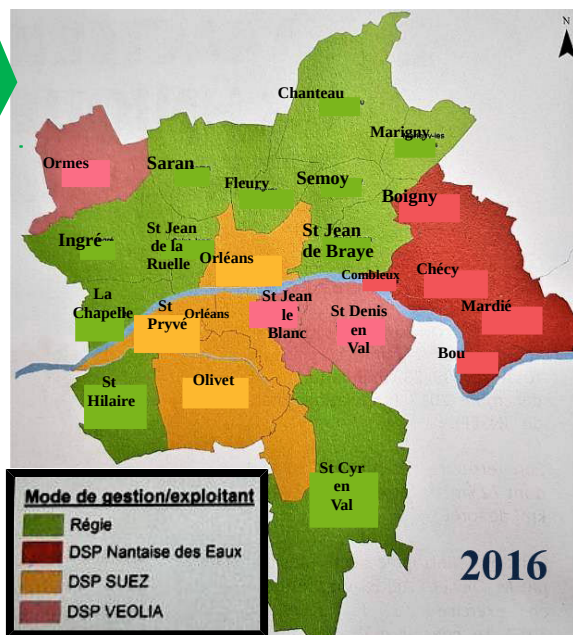 N
Chanteau
Marigny
Ormes
Saran
Fleury
Semoy
Boigny
Ingré
St Jean
de la
Ruelle
Orléans
St Jean
de Braye
Combleux
Chécy
Mardié
La
Chapelle
St
Pryvé
Orléans
St Jean
le
Blanc
St Denis
en
Val
Bou
St
Hilaire
Olivet
St Cyr
en
Val
Mode de gestion/exploitant
Régie
DSP Nantaise des Eaux
DSP SUEZ
DSP VEOLIA
2016